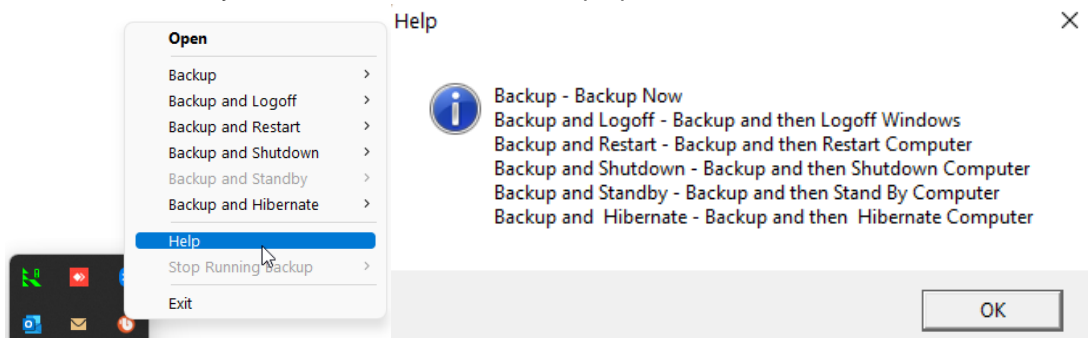 Open
Backup
Backup and Logoff
Backup and Restart
Backup and Shutdown
Backup and Standby
Backup and Hibernate
Help
Stop Running Backup
Exit
Help
Backup - Backup Now
Backup and Logoff - Backup and then Logoff Windows
Backup and Restart - Backup and then Restart Computer
Backup and Shutdown - Backup and then Shutdown Computer
Backup and Standby - Backup and then Stand By Computer
Backup and  Hibernate - Backup and then  Hibernate Computer
OK